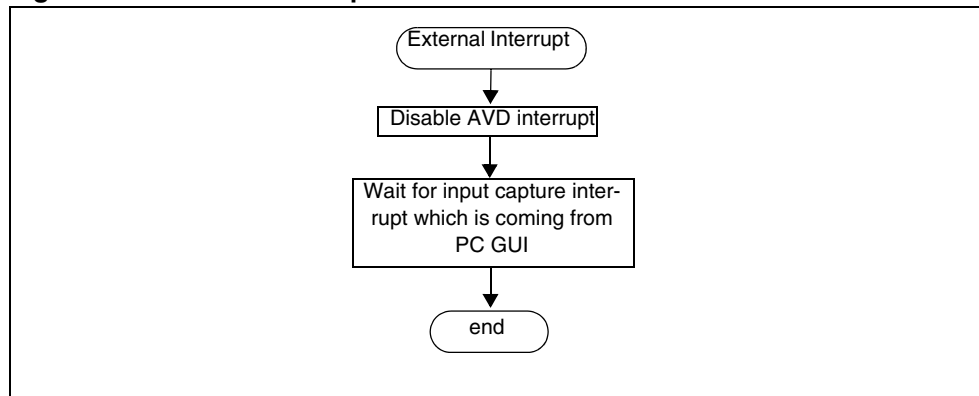 External Interrupt
Disable AVD interrupt
Wait for input capture inter-
rupt which is coming from
PC GUI
end